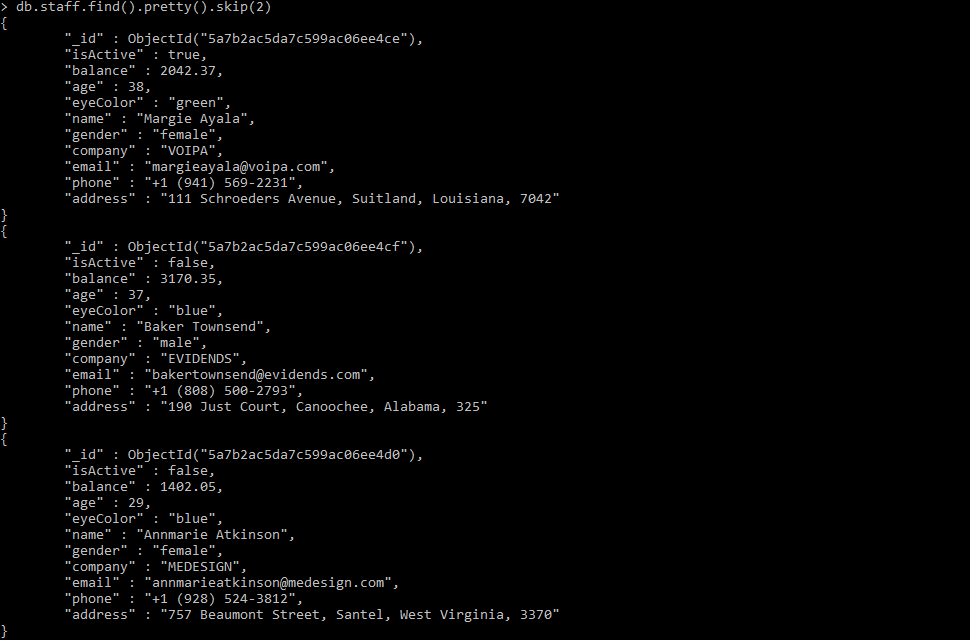 > db.staff.find().pretty().skip(2)
{
        "_id" : ObjectId("5a7b2ac5da7c599ac06ee4ce"),
        "isActive" : true,
        "balance" : 2042.37,
        "age" : 38,
        "eyeColor" : "green",
        "name" : "Margie Ayala",
        "gender" : "female",
        "company" : "VOIPA",
        "email" : "margieayala@voipa.com",
        "phone" : "+1 (941) 569-2231",
        "address" : "111 Schroeders Avenue, Suitland, Louisiana, 7042"
}
{
        "_id" : ObjectId("5a7b2ac5da7c599ac06ee4cf"),
        "isActive" : false,
        "balance" : 3170.35,
        "age" : 37,
        "eyeColor" : "blue",
        "name" : "Baker Townsend",
        "gender" : "male",
        "company" : "EVIDENDS",
        "email" : "bakertownsend@evidends.com",
        "phone" : "+1 (808) 500-2793",
        "address" : "190 Just Court, Canoochee, Alabama, 325"
}
{
        "_id" : ObjectId("5a7b2ac5da7c599ac06ee4d0"),
        "isActive" : false,
        "balance" : 1402.05,
        "age" : 29,
        "eyeColor" : "blue",
        "name" : "Annmarie Atkinson",
        "gender" : "female",
        "company" : "MEDESIGN",
        "email" : "annmarieatkinson@medesign.com",
        "phone" : "+1 (928) 524-3812",
        "address" : "757 Beaumont Street, Santel, West Virginia, 3370"
}